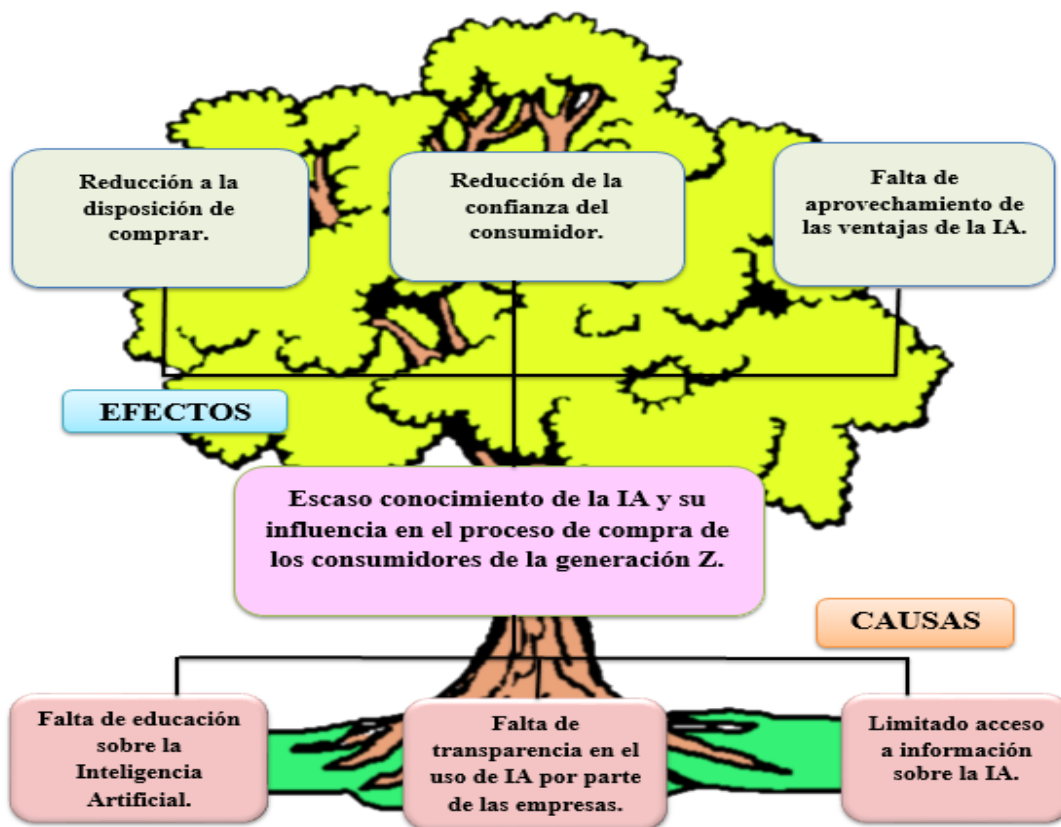 Reducción a la
disposición de
comprar.
Reducción de la
confianza del
consumidor.
Falta de
aprovechamiento de
las ventajas de la IA.
EFECTOS
Escaso conocimiento de la IA y su
influencia en el proceso de compra de
los consumidores de la generación Z.
CAUSAS
Falta de educación
sobre la
Inteligencia
Artificial.
Falta de
transparencia en el
uso de IA por parte
de las empresas.
Limitado acceso
a información
sobre la IA.